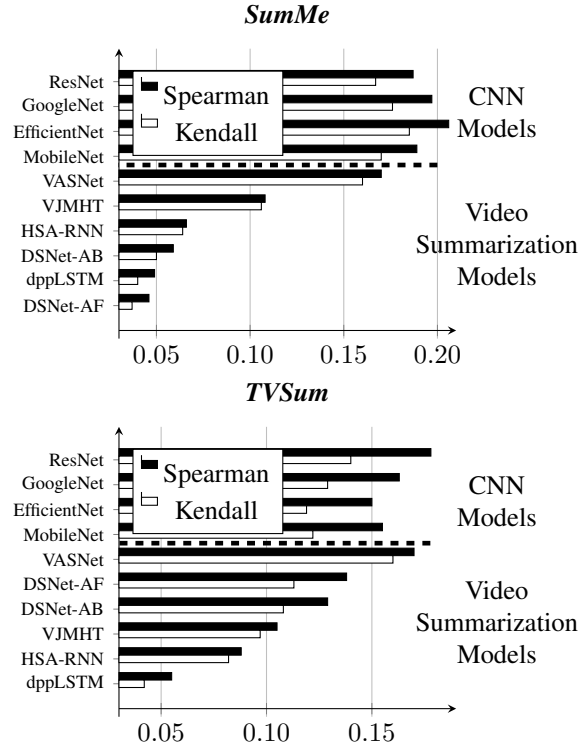 SumMe
ResNet
GoogleNet
EfficientNet
MobileNet
VASNet
VJMHT
HSA-RNN
DSNet-AB
dppLSTM
DSNet-AF
Spearman
Kendall
CNN
Models
Video
Summarization
Models
0.05 0.10 0.15 0.20
TVSum
ResNet
GoogleNet
EfficientNet
MobileNet
VASNet
DSNet-AF
DSNet-AB
VJMHT
HSA-RNN
dppLSTM
Spearman
Kendall
CNN
Models
Video
Summarization
Models
0.05 0.10 0.15